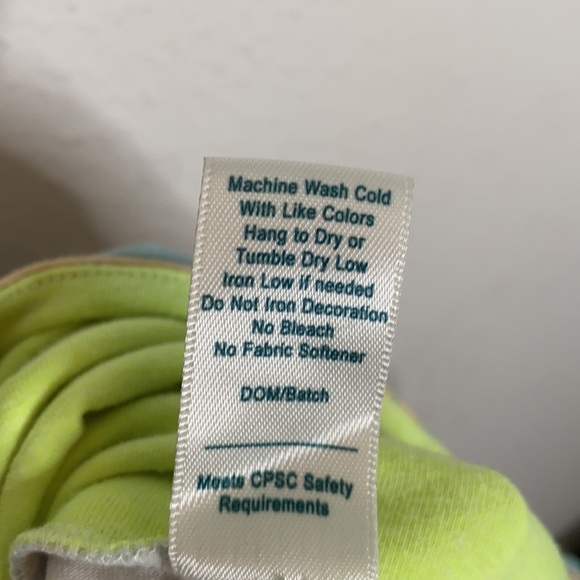 Machine Wash Cold
With Like Colors
Hang to Dry or
Tumble Dry Low
Iron Low if needed
Do Not Iron Decoration
No Bleach
No Fabric Softener
DOM/Batch
Meets CPSC Safety
Requirements